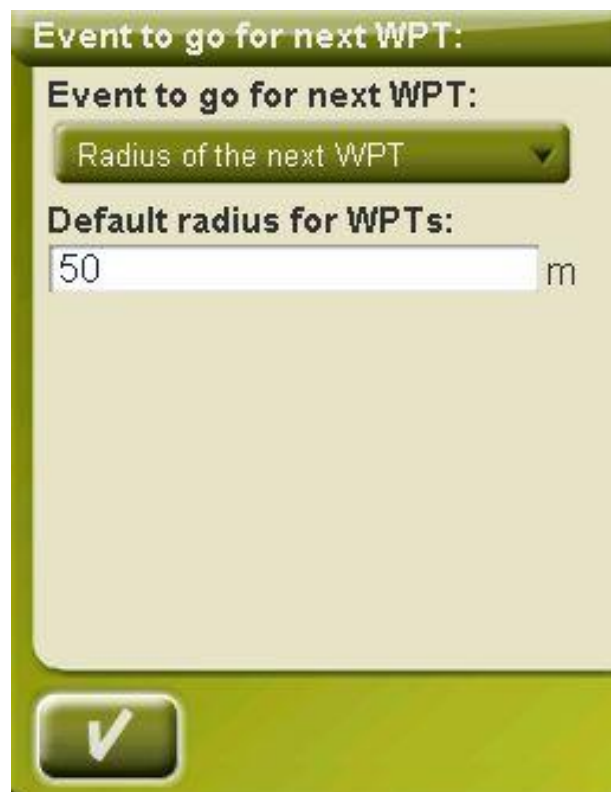 Event to go for next WPT:
Event to go for next WPT:
Radius of the next WPT
Default radius for WPTs:
50 m